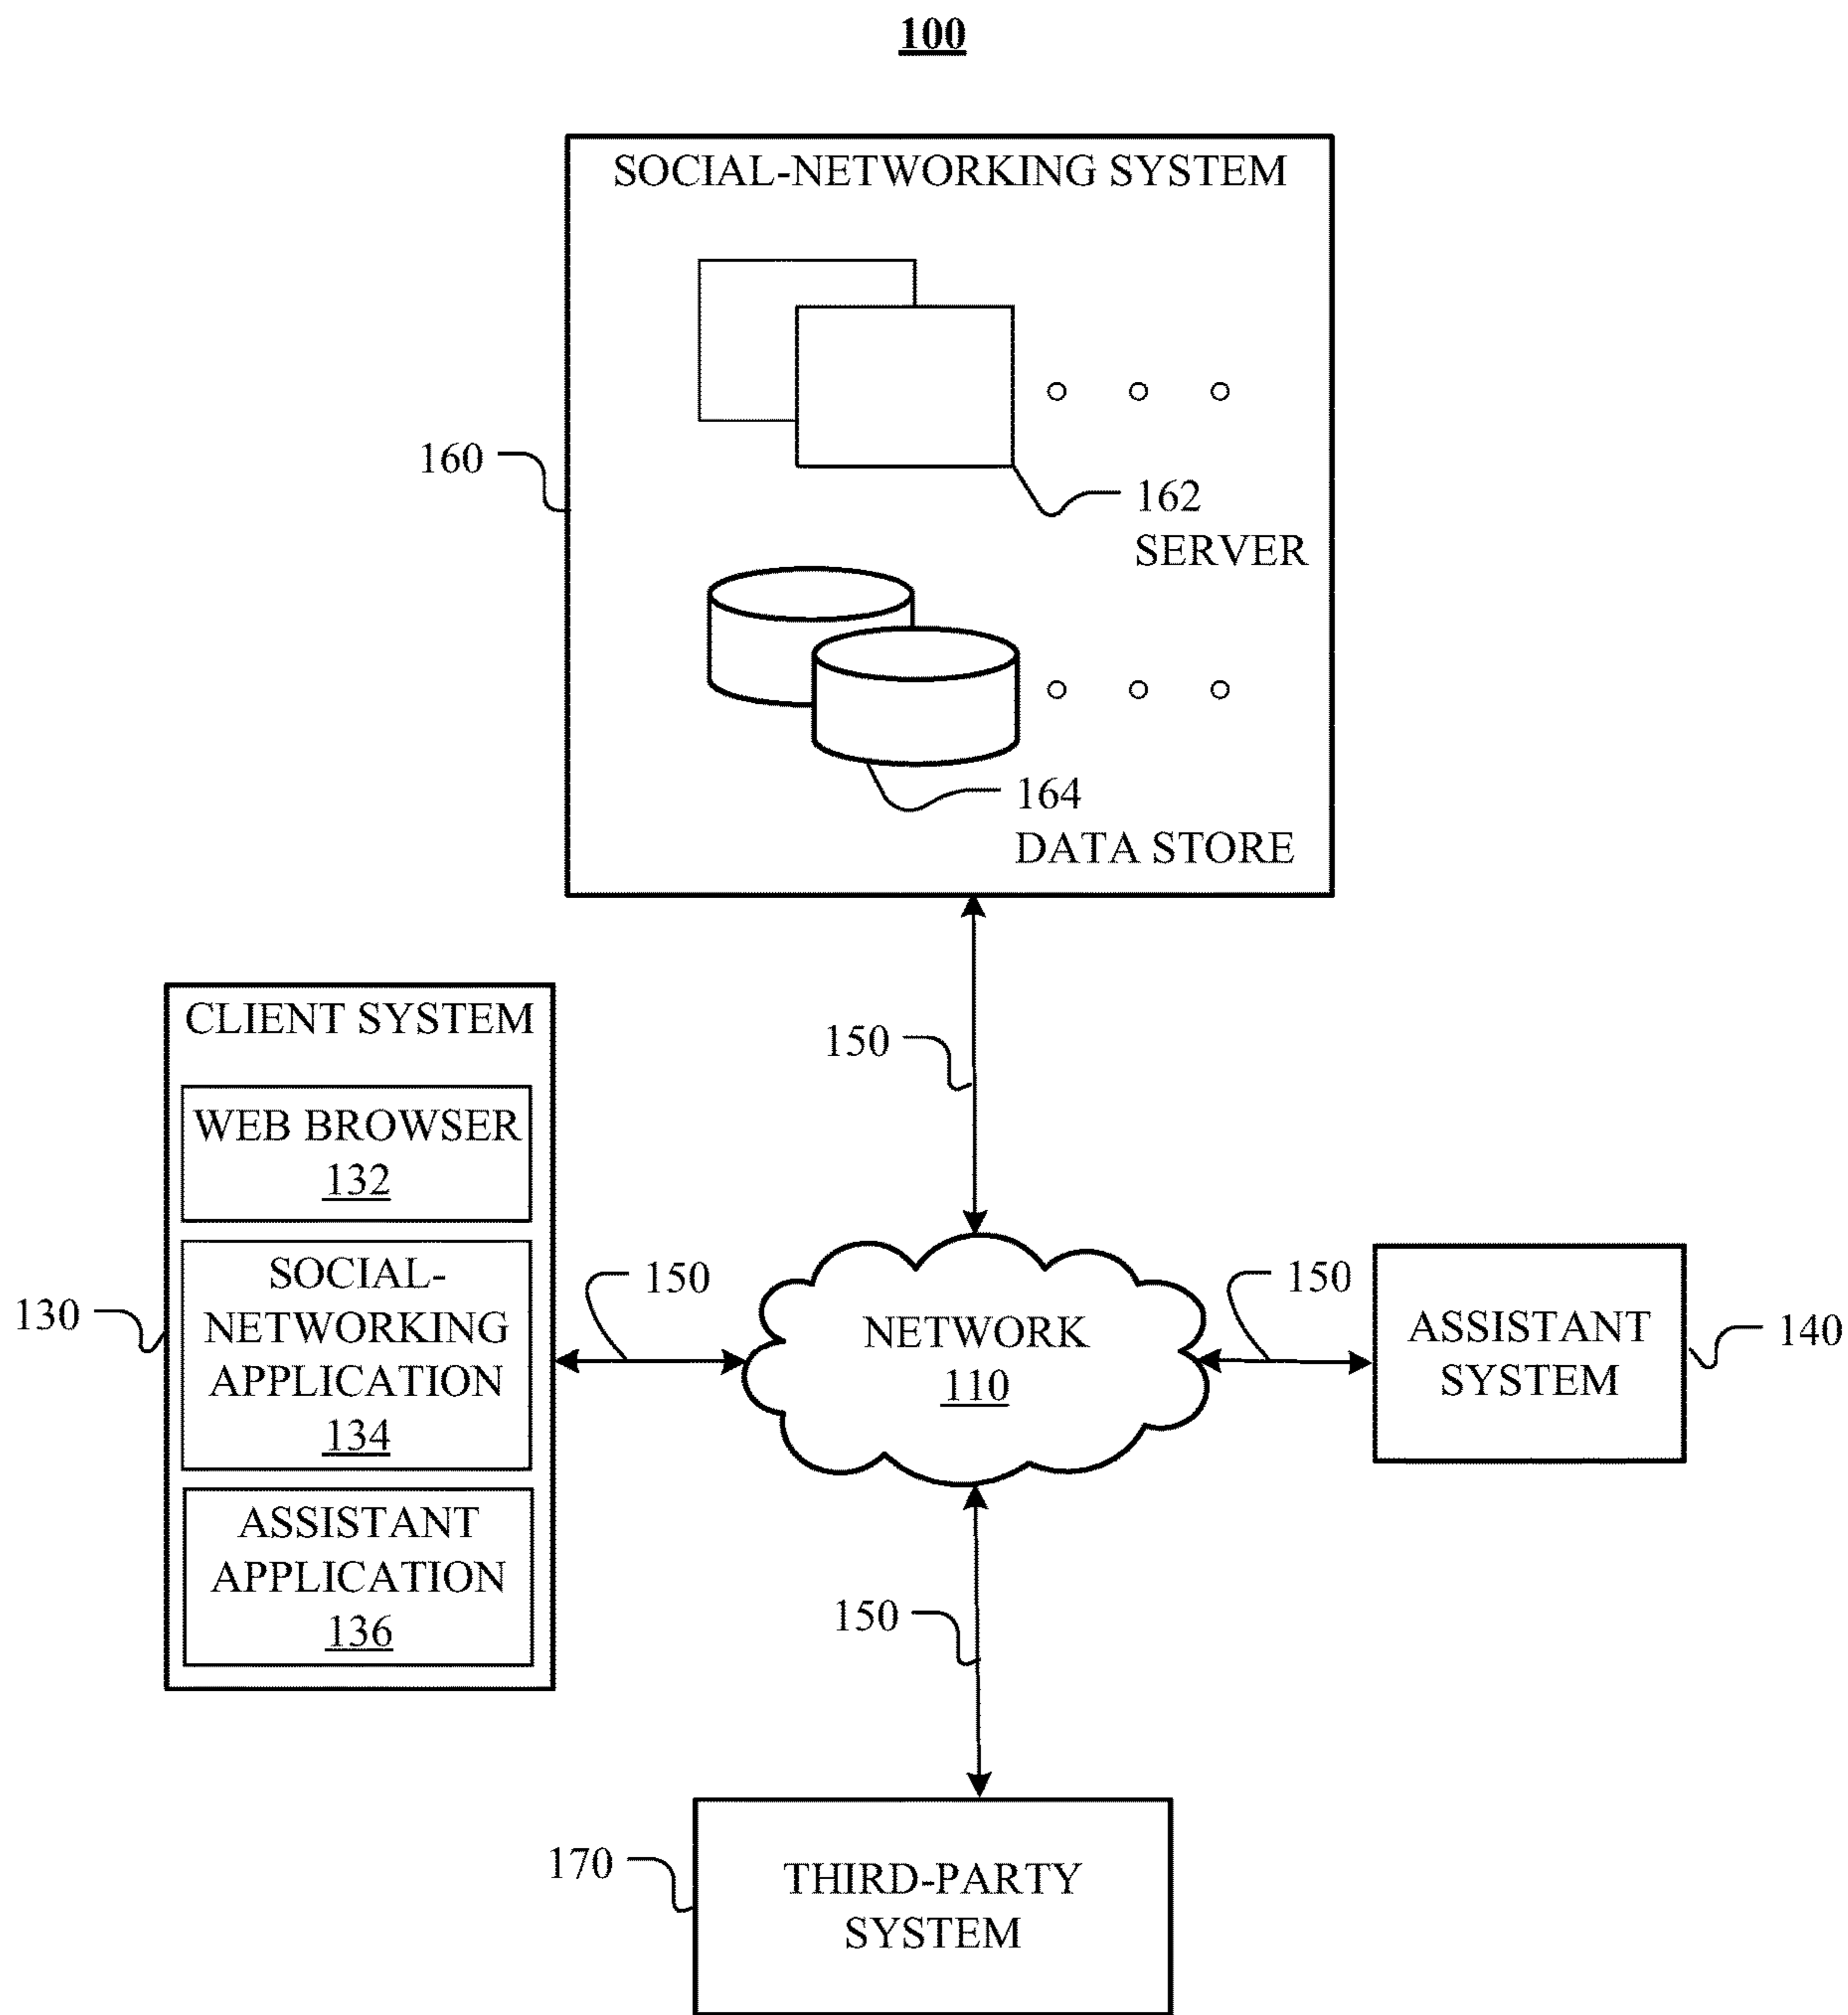 100
SOCIAL-NETWORKING SYSTEM
160
162
SERVER
164
DATA STORE
CLIENT SYSTEM
WEB BROWSER
132
SOCIAL-
NETWORKING
APPLICATION
134
ASSISTANT
APPLICATION
136
130
150
150
NETWORK
110
150
ASSISTANT
SYSTEM
140
150
170
THIRD-PARTY
SYSTEM